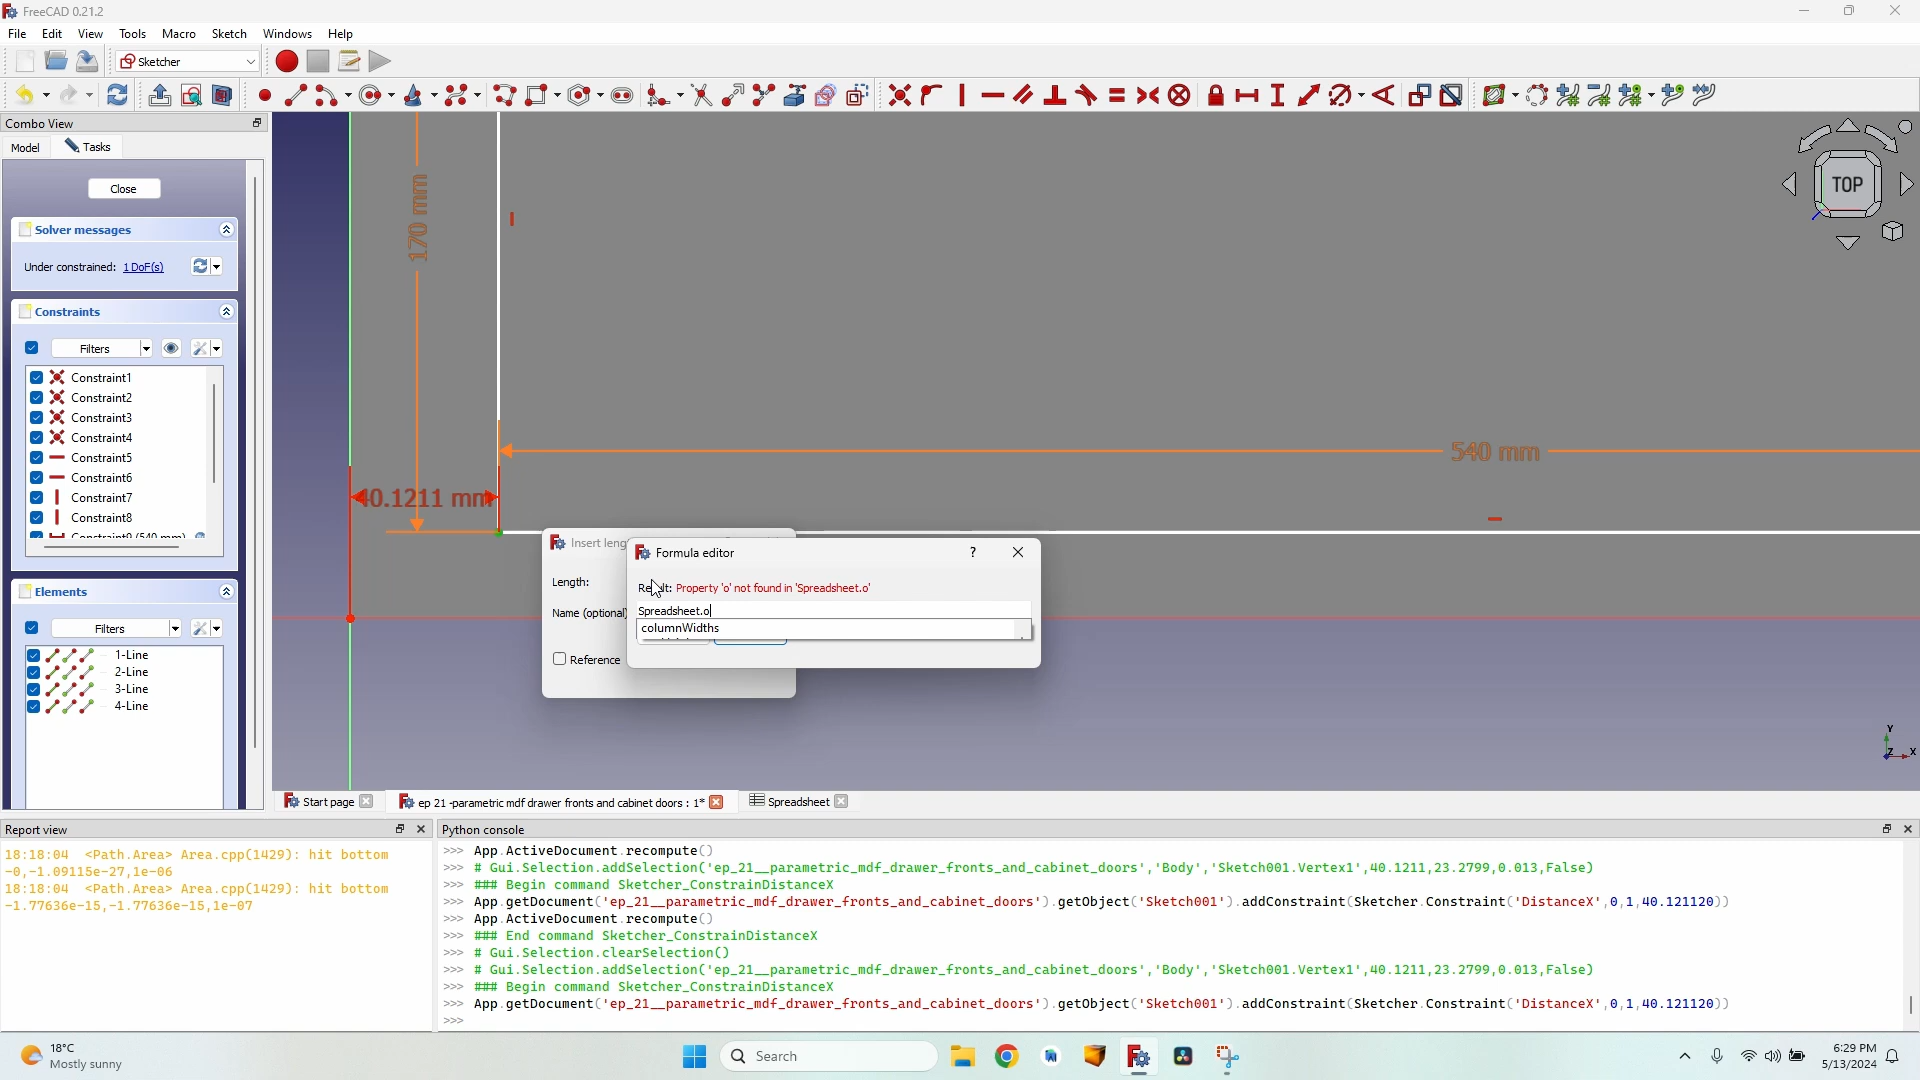 FreeCAD 0.21.2
File Edit View Tools Macro Sketch Windows Help
Sketcher
Combo View
Model Tasks
Close
Solver messages
Under constrained: 1 DoF(s)
Constraints
Filters
Constraint1
Constraint2
Constraint3
Constraint4
Constraint5
Constraint6
Constraint7
Constraint8
Constraint9 (540 mm)
Elements
Filters
1-Line
2-Line
3-Line
4-Line
170 mm
540 mm
40.1211 mm
TOP
Y
Z
X
Insert leng
Length:
Name (optional)
Reference
Formula editor
?
Result: Property 'o' not found in 'Spreadsheet.o'
Spreadsheet.o
columnWidths
Start page
ep 21 -parametric mdf drawer fronts and cabinet doors : 1*
Spreadsheet
Report view
18:18:04 <Path.Area> Area.cpp(1429): hit bottom
-0,-1.09115e-27,1e-06
18:18:04 <Path.Area> Area.cpp(1429): hit bottom
-1.77636e-15,-1.77636e-15,1e-07
Python console
>>> App.ActiveDocument.recompute()
>>> # Gui.Selection.addSelection('ep_21__parametric_mdf_drawer_fronts_and_cabinet_doors','Body','Sketch001.Vertex1',40.1211,23.2799,0.013,False)
>>> ### Begin command Sketcher_ConstrainDistanceX
>>> App.getDocument('ep_21__parametric_mdf_drawer_fronts_and_cabinet_doors').getObject('Sketch001').addConstraint(Sketcher.Constraint('DistanceX',0,1,40.121120))
>>> App.ActiveDocument.recompute()
>>> ### End command Sketcher_ConstrainDistanceX
>>> # Gui.Selection.clearSelection()
>>> # Gui.Selection.addSelection('ep_21__parametric_mdf_drawer_fronts_and_cabinet_doors','Body','Sketch001.Vertex1',40.1211,23.2799,0.013,False)
>>> ### Begin command Sketcher_ConstrainDistanceX
>>> App.getDocument('ep_21__parametric_mdf_drawer_fronts_and_cabinet_doors').getObject('Sketch001').addConstraint(Sketcher.Constraint('DistanceX',0,1,40.121120))
>>>
18°C
Mostly sunny
Search
6:29 PM
5/13/2024